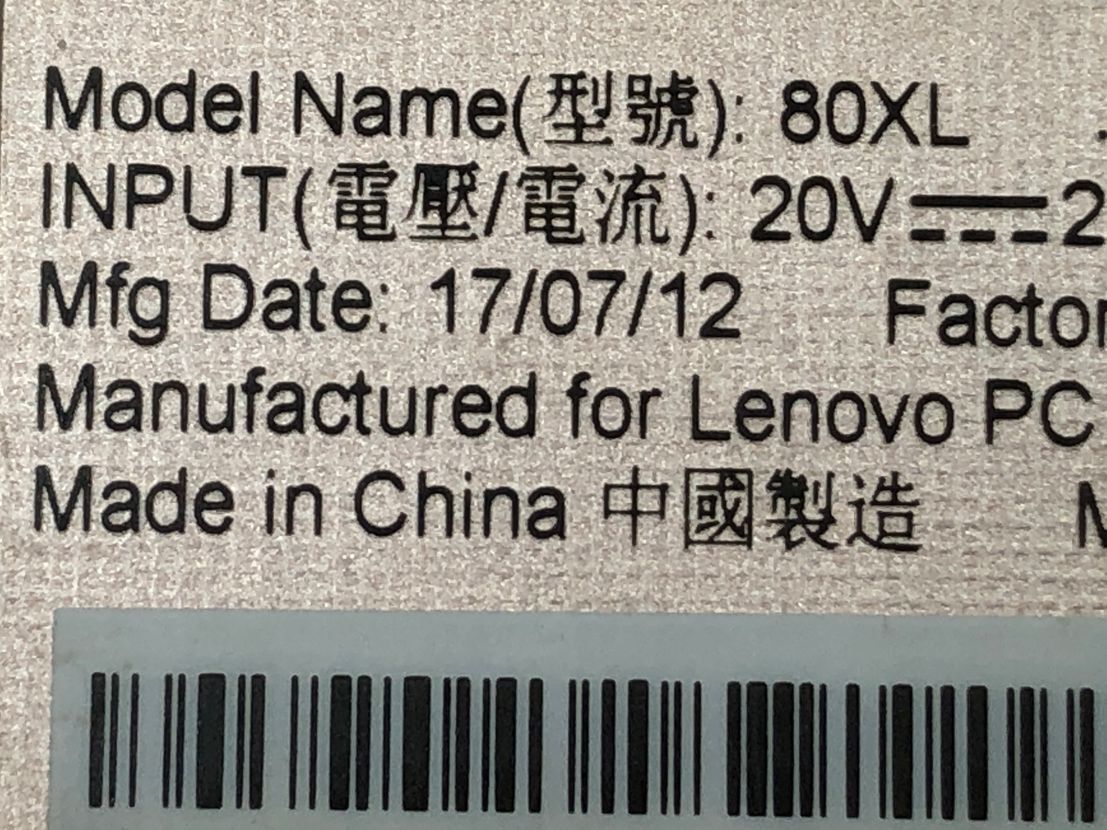 Model Name(型號): 80XL
INPUT(電壓/電流): 20V⎓2
Mfg Date: 17/07/12 Factor
Manufactured for Lenovo PC
Made in China 中國製造